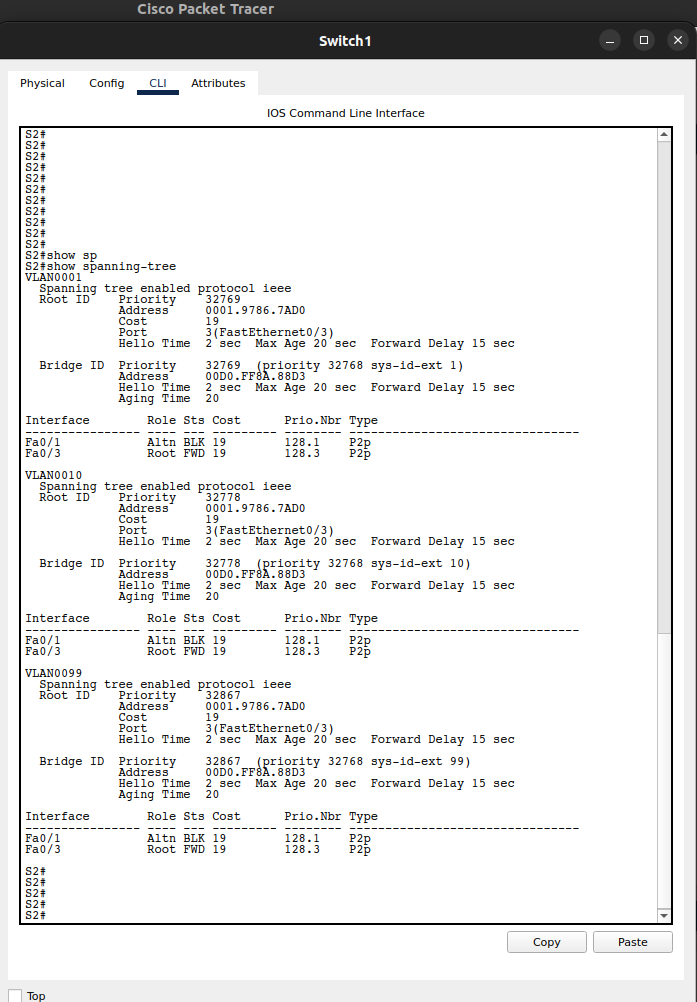 Cisco Packet Tracer
Switch1
Physical Config CLI Attributes
IOS Command Line Interface
S2#
S2#
S2#
S2#
S2#
S2#
S2#
S2#
S2#
S2#
S2#
S2#show sp
S2#show spanning-tree
VLAN0001
  Spanning tree enabled protocol ieee
  Root ID    Priority    32769
             Address     0001.9786.7AD0
             Cost        19
             Port        3(FastEthernet0/3)
             Hello Time  2 sec  Max Age 20 sec  Forward Delay 15 sec

  Bridge ID  Priority    32769  (priority 32768 sys-id-ext 1)
             Address     00D0.FF8A.88D3
             Hello Time  2 sec  Max Age 20 sec  Forward Delay 15 sec
             Aging Time  20

Interface        Role Sts Cost      Prio.Nbr Type
---------------- ---- --- --------- -------- --------------------------------
Fa0/1            Altn BLK 19        128.1    P2p
Fa0/3            Root FWD 19        128.3    P2p

VLAN0010
  Spanning tree enabled protocol ieee
  Root ID    Priority    32778
             Address     0001.9786.7AD0
             Cost        19
             Port        3(FastEthernet0/3)
             Hello Time  2 sec  Max Age 20 sec  Forward Delay 15 sec

  Bridge ID  Priority    32778  (priority 32768 sys-id-ext 10)
             Address     00D0.FF8A.88D3
             Hello Time  2 sec  Max Age 20 sec  Forward Delay 15 sec
             Aging Time  20

Interface        Role Sts Cost      Prio.Nbr Type
---------------- ---- --- --------- -------- --------------------------------
Fa0/1            Altn BLK 19        128.1    P2p
Fa0/3            Root FWD 19        128.3    P2p

VLAN0099
  Spanning tree enabled protocol ieee
  Root ID    Priority    32867
             Address     0001.9786.7AD0
             Cost        19
             Port        3(FastEthernet0/3)
             Hello Time  2 sec  Max Age 20 sec  Forward Delay 15 sec

  Bridge ID  Priority    32867  (priority 32768 sys-id-ext 99)
             Address     00D0.FF8A.88D3
             Hello Time  2 sec  Max Age 20 sec  Forward Delay 15 sec
             Aging Time  20

Interface        Role Sts Cost      Prio.Nbr Type
---------------- ---- --- --------- -------- --------------------------------
Fa0/1            Altn BLK 19        128.1    P2p
Fa0/3            Root FWD 19        128.3    P2p

S2#
S2#
S2#
S2#
S2#
Copy Paste
Top